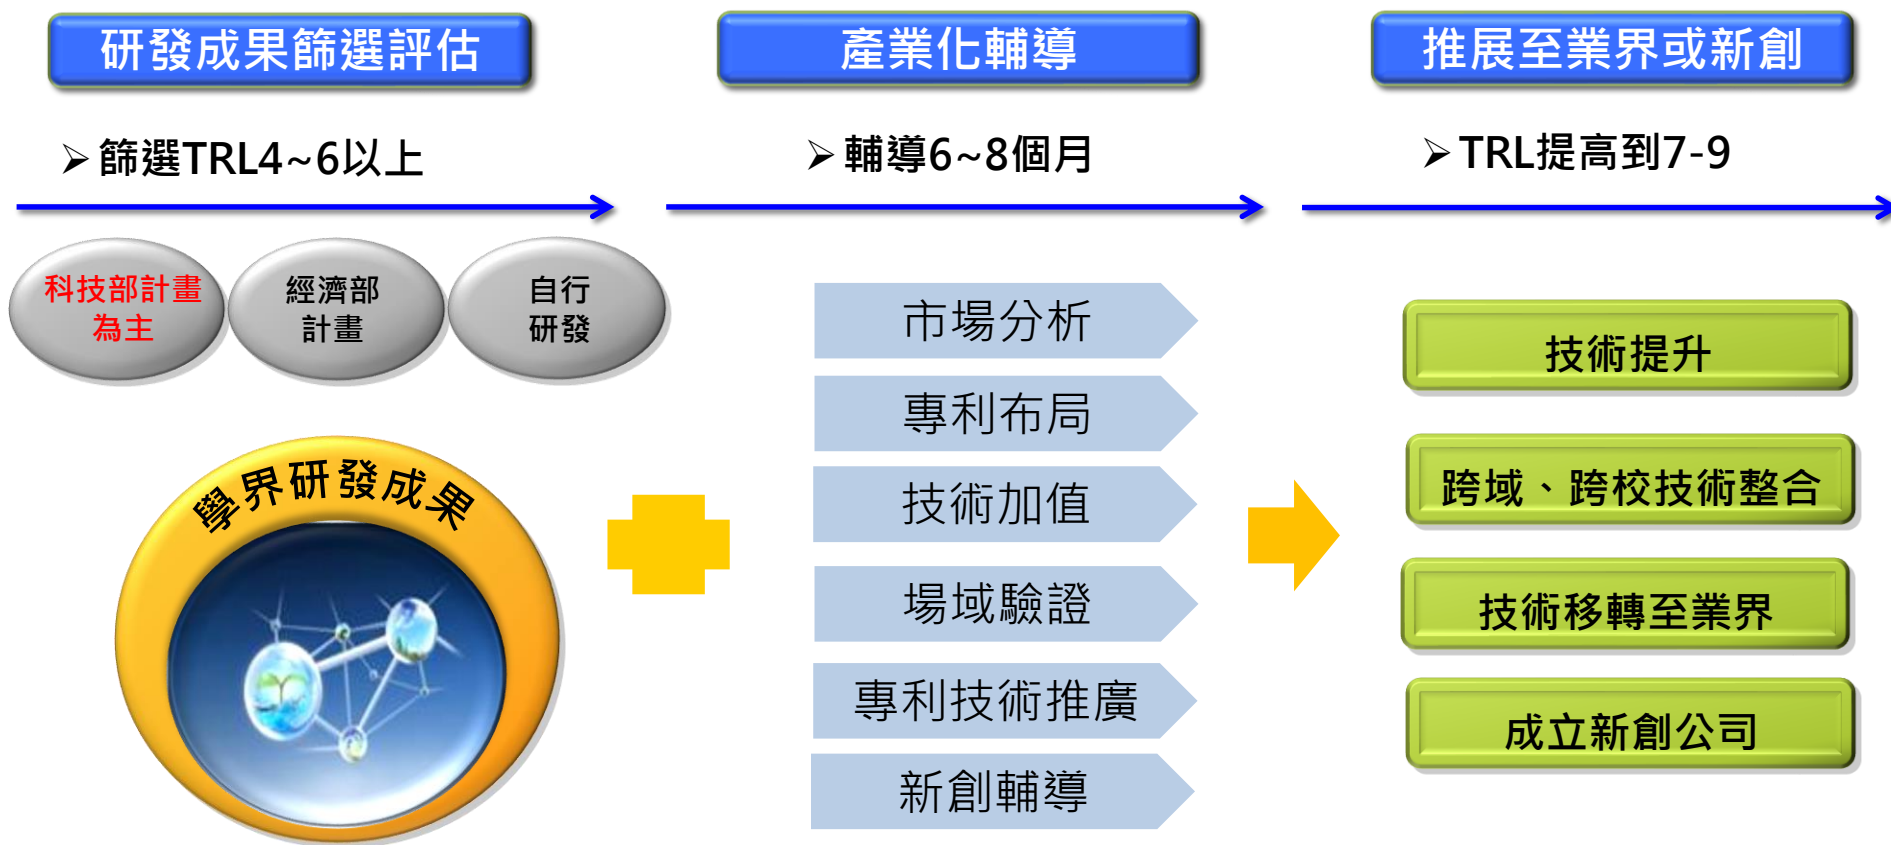 研發成果篩選評估
產業化輔導
推展至業界或新創
➢篩選TRL4~6以上
➢輔導6~8個月
➢TRL提高到7-9
科技部計畫
為主
經濟部
計畫
自行
研發
學界研發成果
市場分析
專利布局
技術加值
場域驗證
專利技術推廣
新創輔導
技術提升
跨域、跨校技術整合
技術移轉至業界
成立新創公司